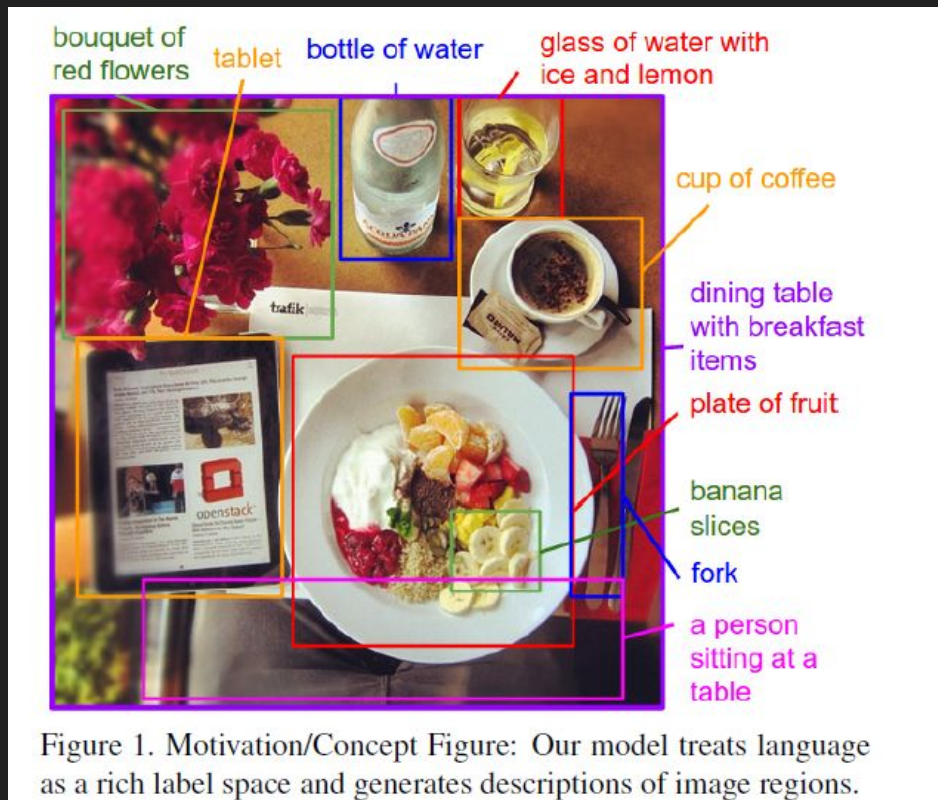 bouquet of
red flowers
tablet
bottle of water
glass of water with
ice and lemon
cup of coffee
dining table
with breakfast
items
trafik
plate of fruit
banana
slices
openstack
fork
a person
sitting at a
table
Figure 1. Motivation/Concept Figure: Our model treats language
as a rich label space and generates descriptions of image regions.